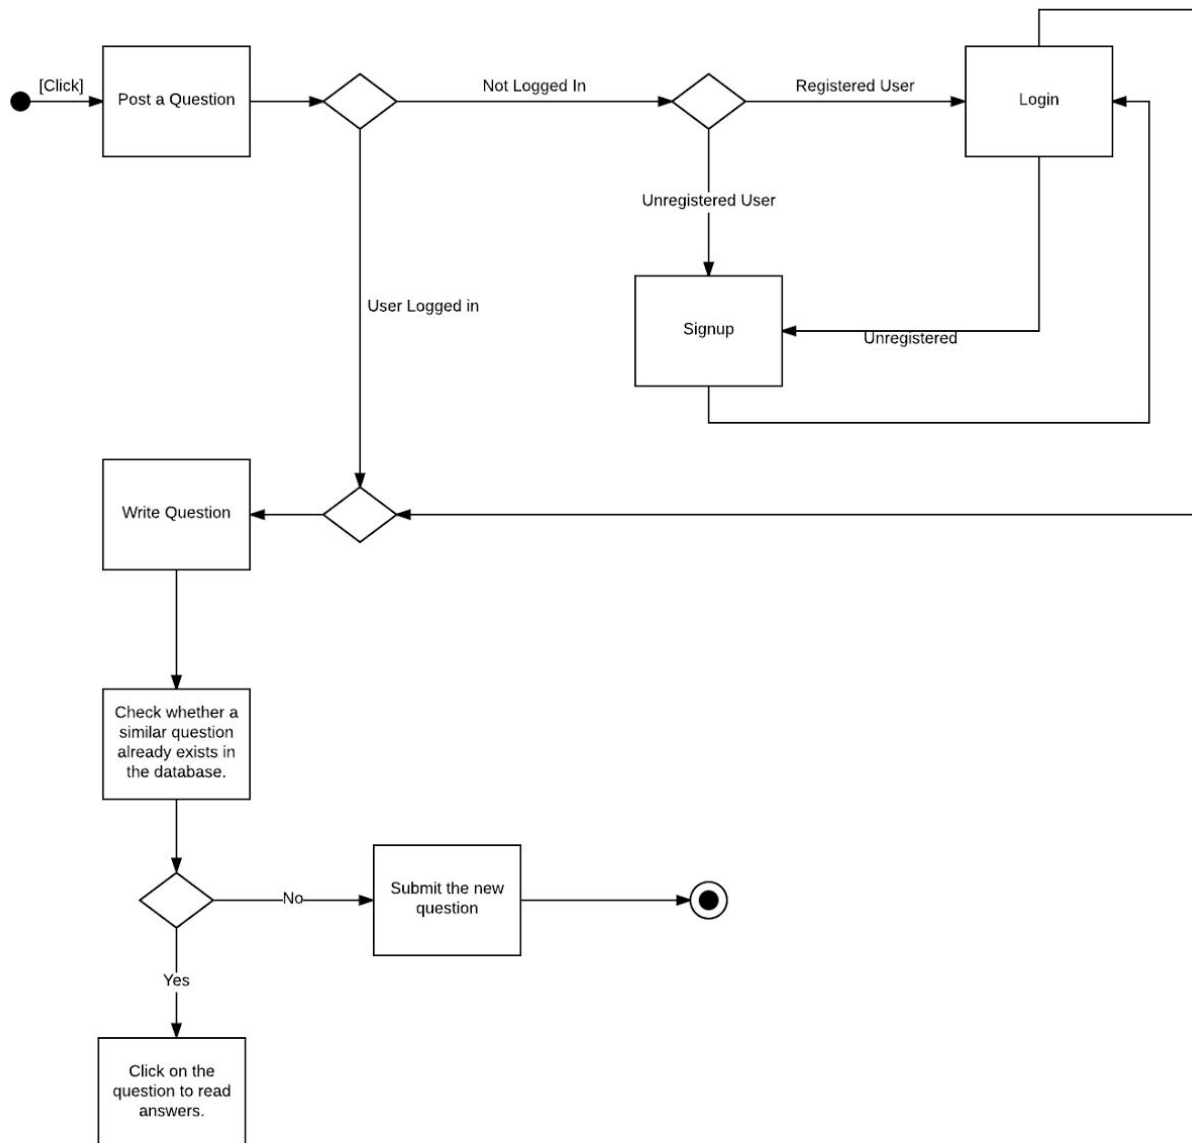 [Click]
Post a Question
Not Logged In
Registered User
Login
Unregistered User
User Logged in
Signup
Unregistered
Write Question
Check whether a
similar question
already exists in
the database.
No
Submit the new
question
Yes
Click on the
question to read
answers.